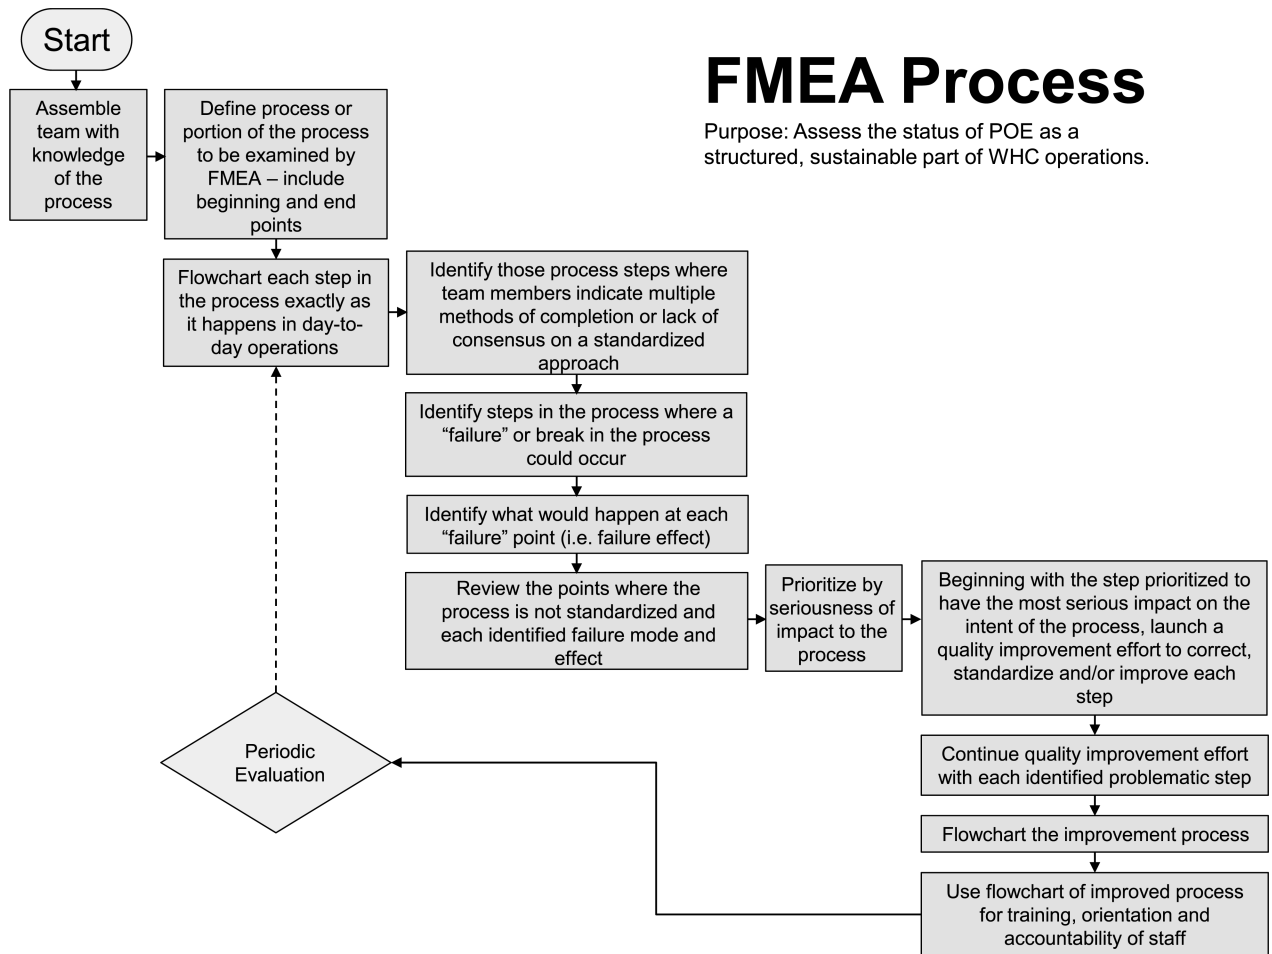 Start
FMEA Process
Purpose: Assess the status of POE as a
structured, sustainable part of WHC operations.
Assemble
team with
knowledge
of the
process
Define process or
portion of the process
to be examined by
FMEA – include
beginning and end
points
Flowchart each step in
the process exactly as
it happens in day-to-
day operations
Identify those process steps where
team members indicate multiple
methods of completion or lack of
consensus on a standardized
approach
Identify steps in the process where a
“failure” or break in the process
could occur
Identify what would happen at each
“failure” point (i.e. failure effect)
Review the points where the
process is not standardized and
each identified failure mode and
effect
Prioritize by
seriousness of
impact to the
process
Beginning with the step prioritized to
have the most serious impact on the
intent of the process, launch a
quality improvement effort to correct,
standardize and/or improve each
step
Continue quality improvement effort
with each identified problematic step
Flowchart the improvement process
Use flowchart of improved process
for training, orientation and
accountability of staff
Periodic
Evaluation